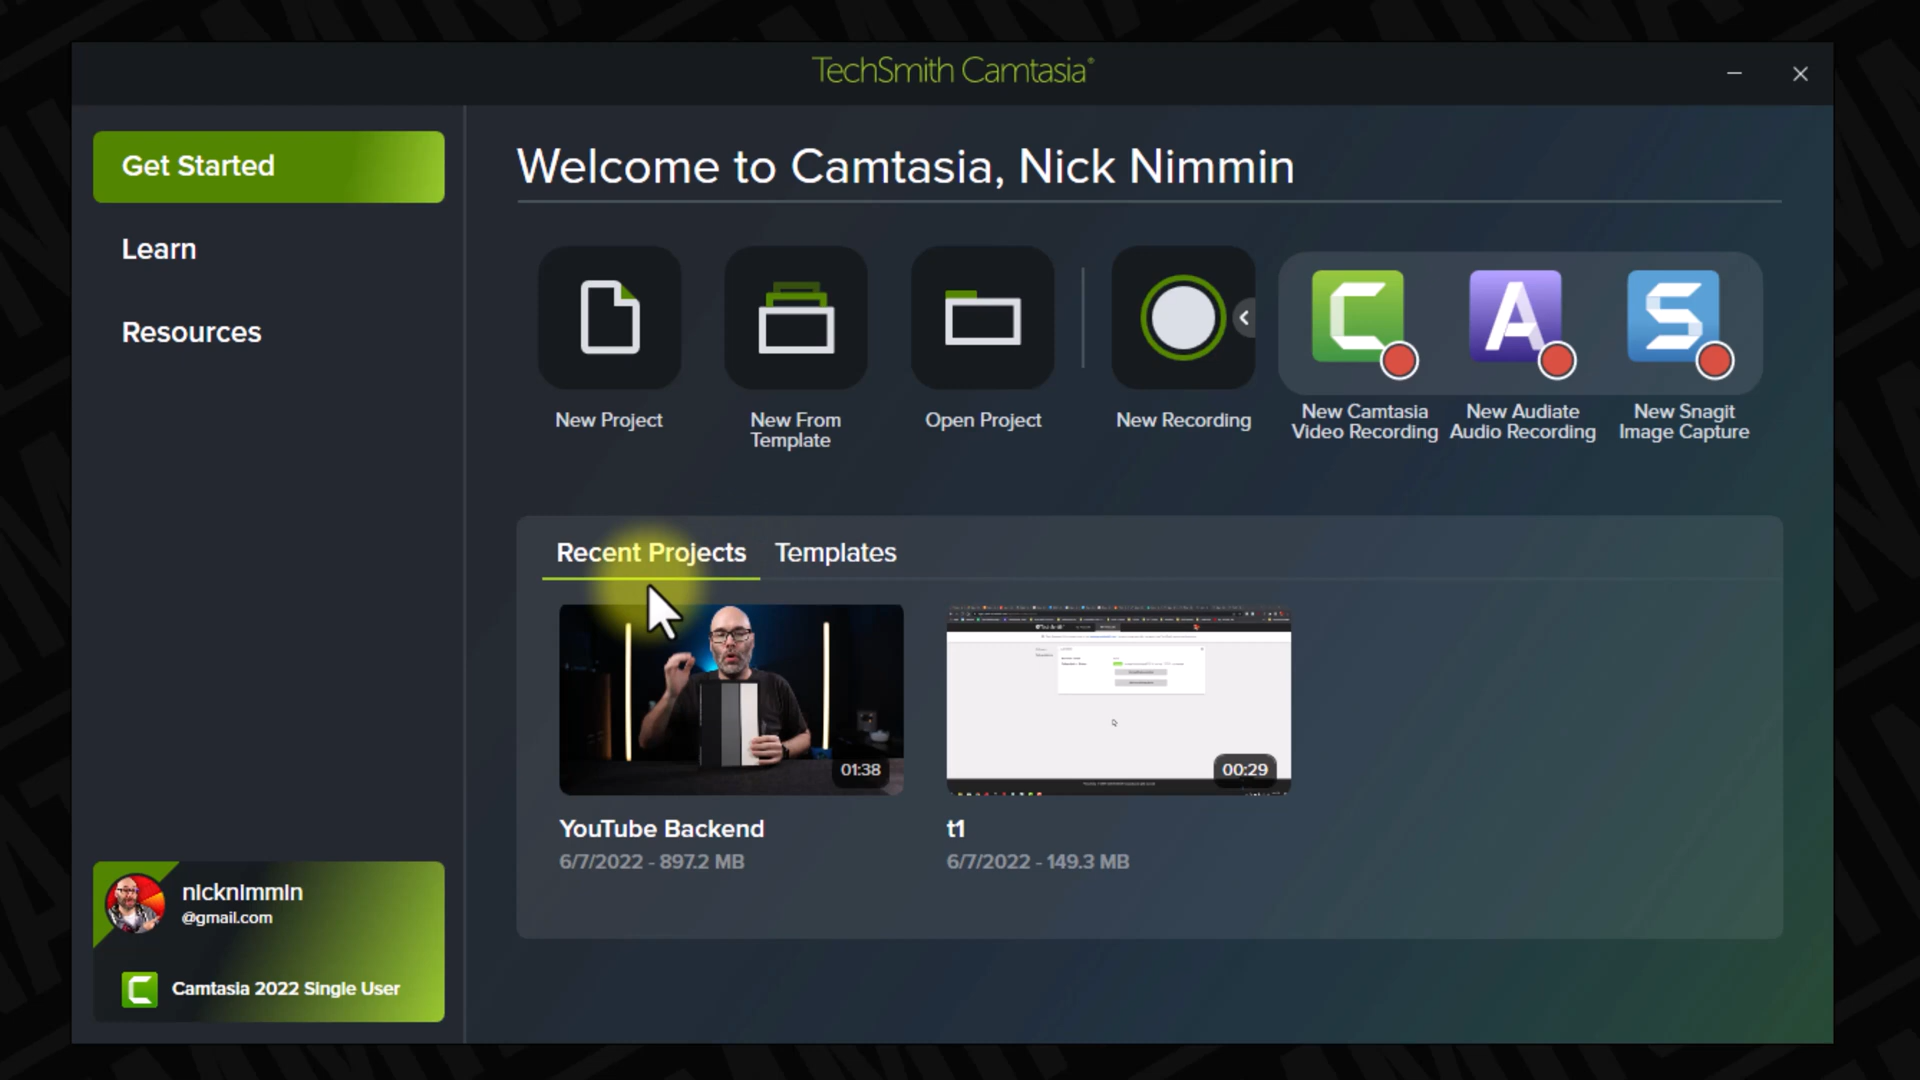 TechSmith Camtasia®
Get Started
Learn
Resources
Welcome to Camtasia, Nick Nimmin
New Project
New From
Template
Open Project
New Recording
New Camtasia
Video Recording
New Audiate
Audio Recording
New Snagit
Image Capture
Recent Projects
Templates
01:38
00:29
YouTube Backend
6/7/2022 - 897.2 MB
t1
6/7/2022 - 149.3 MB
nicknimmin
@gmail.com
Camtasia 2022 Single User